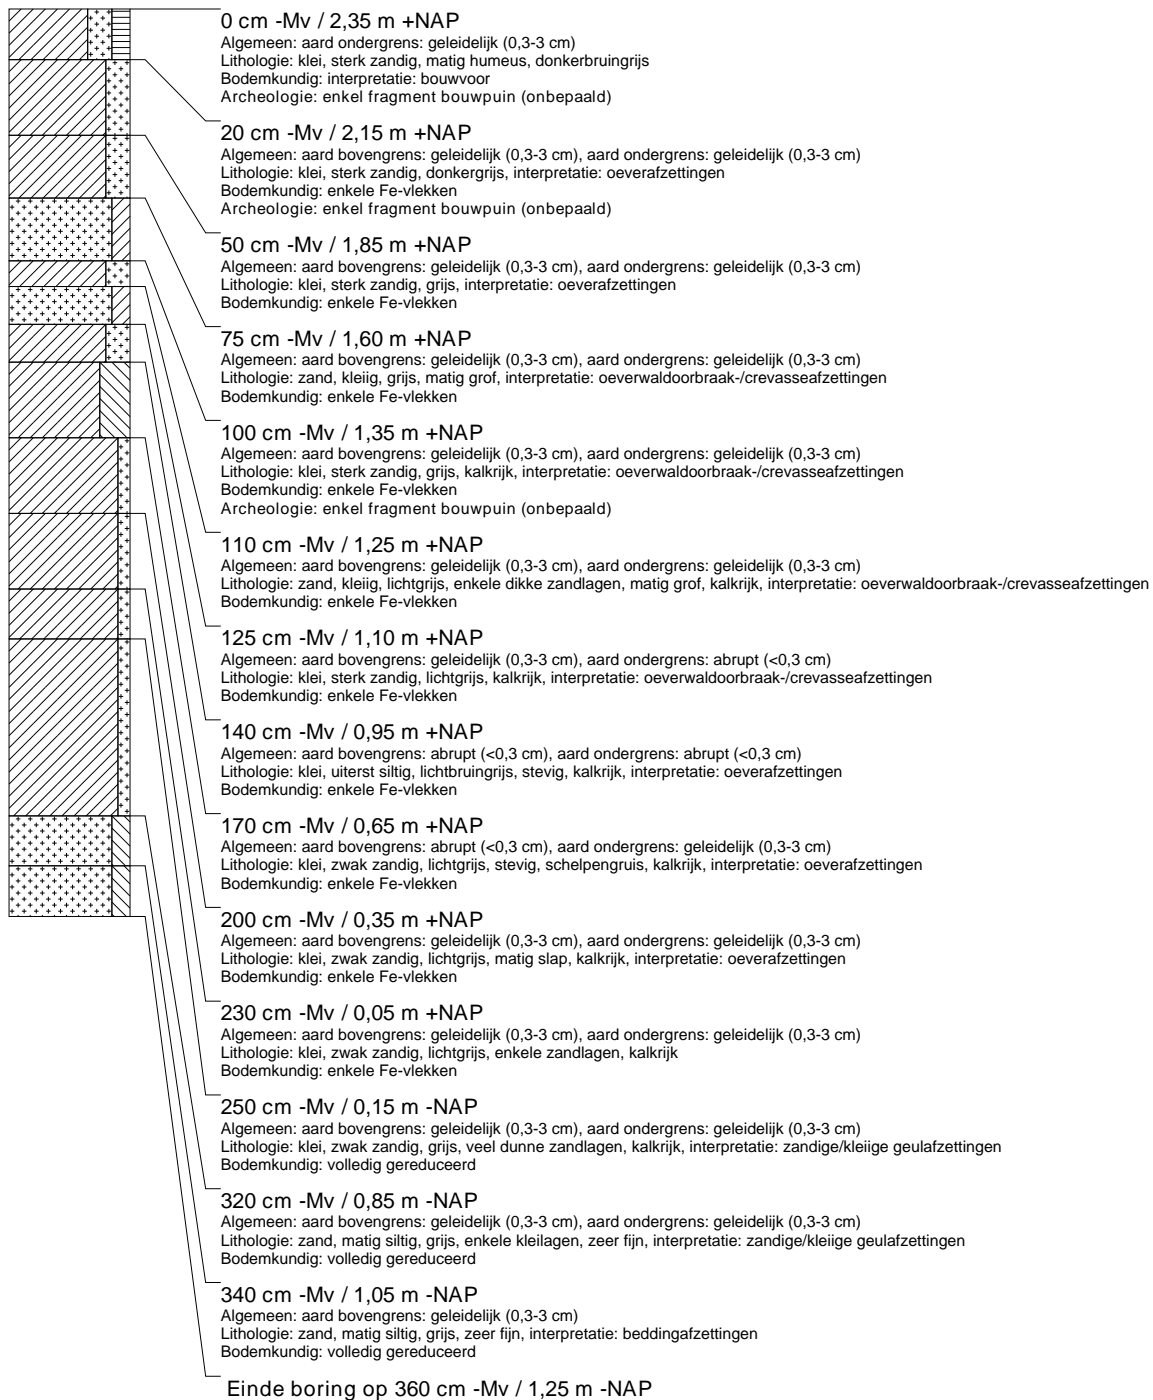 0 cm -Mv / 2,35 m +NAP
Algemeen: aard ondergrens: geleidelijk (0,3-3 cm)
Lithologie: klei, sterk zandig, matig humeus, donkerbruingrijs
Bodemkundig: interpretatie: bouwvoor
Archeologie: enkel fragment bouwpuin (onbepaald)
20 cm -Mv / 2,15 m +NAP
Algemeen: aard bovengrens: geleidelijk (0,3-3 cm), aard ondergrens: geleidelijk (0,3-3 cm)
Lithologie: klei, sterk zandig, donkergrijs, interpretatie: oeverafzettingen
Bodemkundig: enkele Fe-vlekken
Archeologie: enkel fragment bouwpuin (onbepaald)
50 cm -Mv / 1,85 m +NAP
Algemeen: aard bovengrens: geleidelijk (0,3-3 cm), aard ondergrens: geleidelijk (0,3-3 cm)
Lithologie: klei, sterk zandig, grijs, interpretatie: oeverafzettingen
Bodemkundig: enkele Fe-vlekken
75 cm -Mv / 1,60 m +NAP
Algemeen: aard bovengrens: geleidelijk (0,3-3 cm), aard ondergrens: geleidelijk (0,3-3 cm)
Lithologie: zand, kleiig, grijs, matig grof, interpretatie: oeverwaldoorbraak-/crevasseafzettingen
Bodemkundig: enkele Fe-vlekken
100 cm -Mv / 1,35 m +NAP
Algemeen: aard bovengrens: geleidelijk (0,3-3 cm), aard ondergrens: geleidelijk (0,3-3 cm)
Lithologie: klei, sterk zandig, grijs, kalkrijk, interpretatie: oeverwaldoorbraak-/crevasseafzettingen
Bodemkundig: enkele Fe-vlekken
Archeologie: enkel fragment bouwpuin (onbepaald)
110 cm -Mv / 1,25 m +NAP
Algemeen: aard bovengrens: geleidelijk (0,3-3 cm), aard ondergrens: geleidelijk (0,3-3 cm)
Lithologie: zand, kleiig, lichtgrijs, enkele dikke zandlagen, matig grof, kalkrijk, interpretatie: oeverwaldoorbraak-/crevasseafzettingen
Bodemkundig: enkele Fe-vlekken
125 cm -Mv / 1,10 m +NAP
Algemeen: aard bovengrens: geleidelijk (0,3-3 cm), aard ondergrens: abrupt (<0,3 cm)
Lithologie: klei, sterk zandig, lichtgrijs, kalkrijk, interpretatie: oeverwaldoorbraak-/crevasseafzettingen
Bodemkundig: enkele Fe-vlekken
140 cm -Mv / 0,95 m +NAP
Algemeen: aard bovengrens: abrupt (<0,3 cm), aard ondergrens: abrupt (<0,3 cm)
Lithologie: klei, uiterst siltig, lichtbruingrijs, stevig, kalkrijk, interpretatie: oeverafzettingen
Bodemkundig: enkele Fe-vlekken
170 cm -Mv / 0,65 m +NAP
Algemeen: aard bovengrens: abrupt (<0,3 cm), aard ondergrens: geleidelijk (0,3-3 cm)
Lithologie: klei, zwak zandig, lichtgrijs, stevig, schelpengruis, kalkrijk, interpretatie: oeverafzettingen
Bodemkundig: enkele Fe-vlekken
200 cm -Mv / 0,35 m +NAP
Algemeen: aard bovengrens: geleidelijk (0,3-3 cm), aard ondergrens: geleidelijk (0,3-3 cm)
Lithologie: klei, zwak zandig, lichtgrijs, matig slap, kalkrijk, interpretatie: oeverafzettingen
Bodemkundig: enkele Fe-vlekken
230 cm -Mv / 0,05 m +NAP
Algemeen: aard bovengrens: geleidelijk (0,3-3 cm), aard ondergrens: geleidelijk (0,3-3 cm)
Lithologie: klei, zwak zandig, lichtgrijs, enkele zandlagen, kalkrijk
Bodemkundig: enkele Fe-vlekken
250 cm -Mv / 0,15 m -NAP
Algemeen: aard bovengrens: geleidelijk (0,3-3 cm), aard ondergrens: geleidelijk (0,3-3 cm)
Lithologie: klei, zwak zandig, grijs, veel dunne zandlagen, kalkrijk, interpretatie: zandige/kleiige geulafzettingen
Bodemkundig: volledig gereduceerd
320 cm -Mv / 0,85 m -NAP
Algemeen: aard bovengrens: geleidelijk (0,3-3 cm), aard ondergrens: geleidelijk (0,3-3 cm)
Lithologie: zand, matig siltig, grijs, enkele kleilagen, zeer fijn, interpretatie: zandige/kleiige geulafzettingen
Bodemkundig: volledig gereduceerd
340 cm -Mv / 1,05 m -NAP
Algemeen: aard bovengrens: geleidelijk (0,3-3 cm)
Lithologie: zand, matig siltig, grijs, zeer fijn, interpretatie: beddingafzettingen
Bodemkundig: volledig gereduceerd
Einde boring op 360 cm -Mv / 1,25 m -NAP